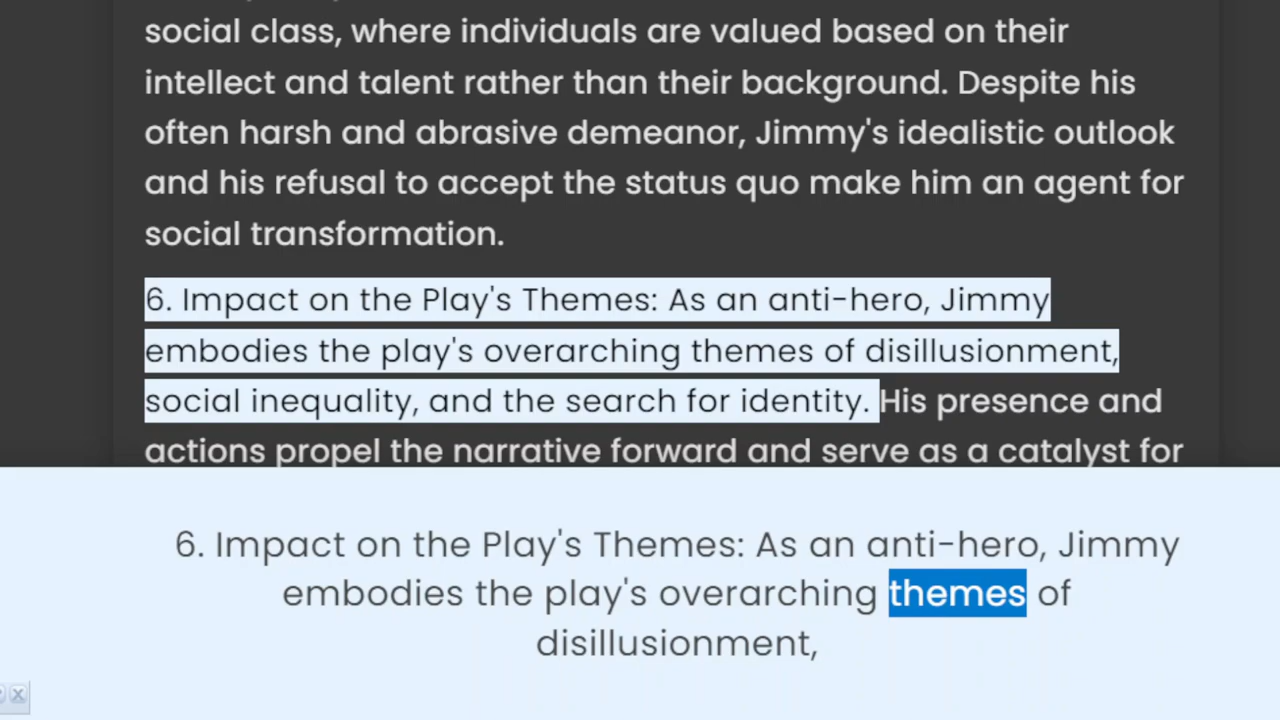 social class, where individuals are valued based on their
intellect and talent rather than their background. Despite his
often harsh and abrasive demeanor, Jimmy's idealistic outlook
and his refusal to accept the status quo make him an agent for
social transformation.
6. Impact on the Play's Themes: As an anti-hero, Jimmy
embodies the play's overarching themes of disillusionment,
social inequality, and the search for identity. His presence and
actions propel the narrative forward and serve as a catalyst for
6. Impact on the Play's Themes: As an anti-hero, Jimmy
embodies the play's overarching themes of
disillusionment,